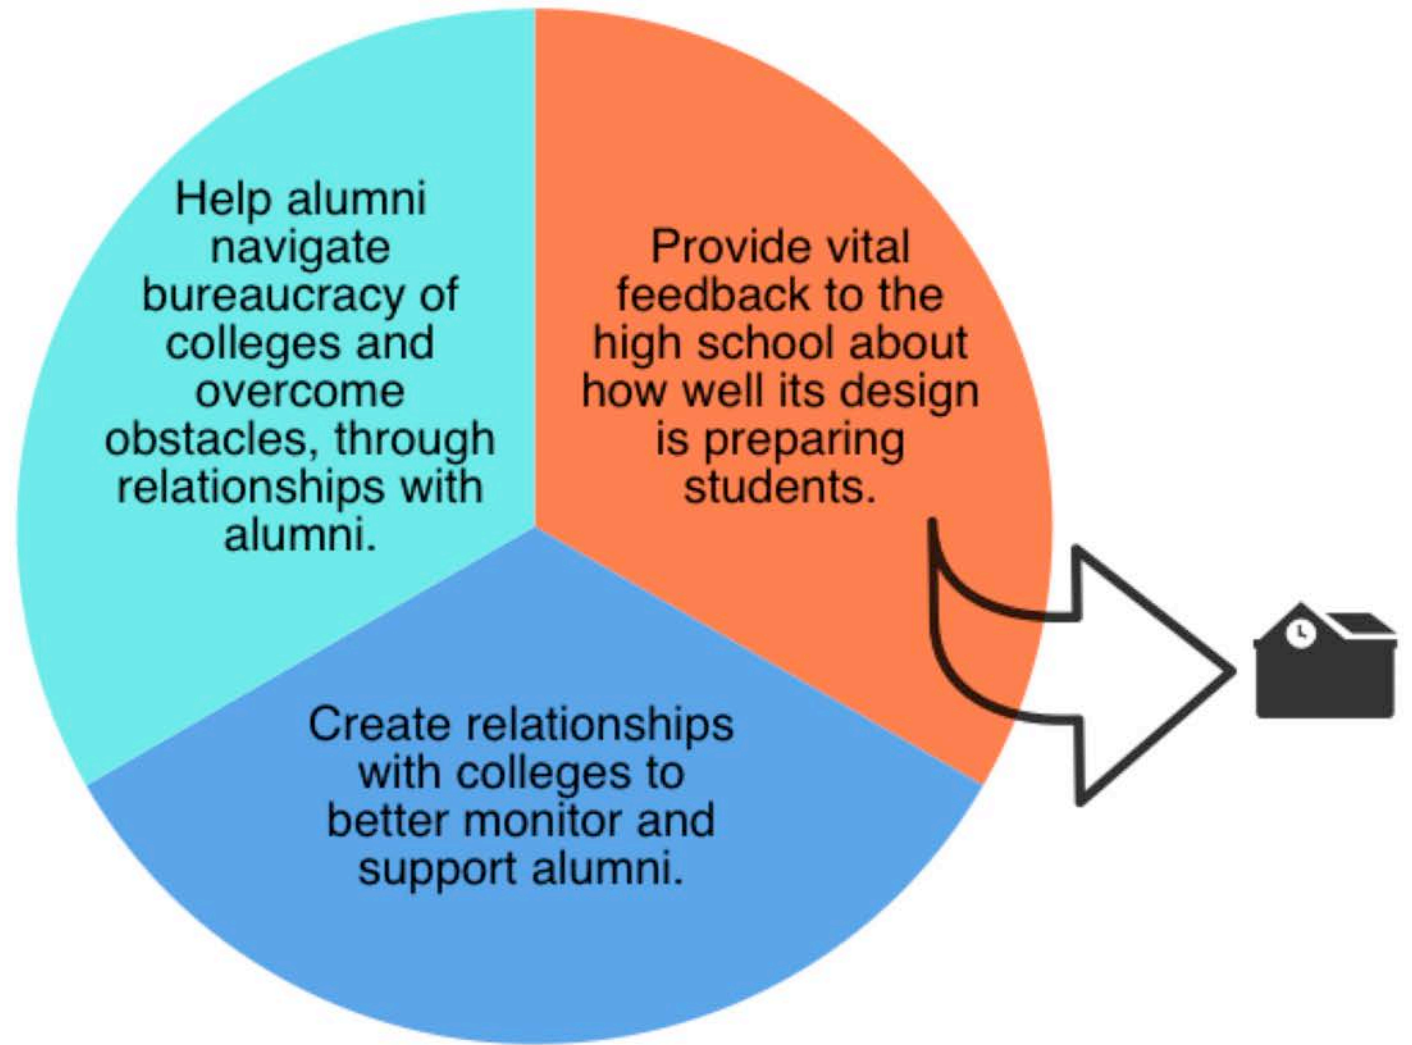 Help alumni
navigate
bureaucracy of
colleges and
overcome
obstacles, through
relationships with
alumni.
Provide vital
feedback to the
high school about
how well its design
is preparing
students.
Create relationships
with colleges to
better monitor and
support alumni.